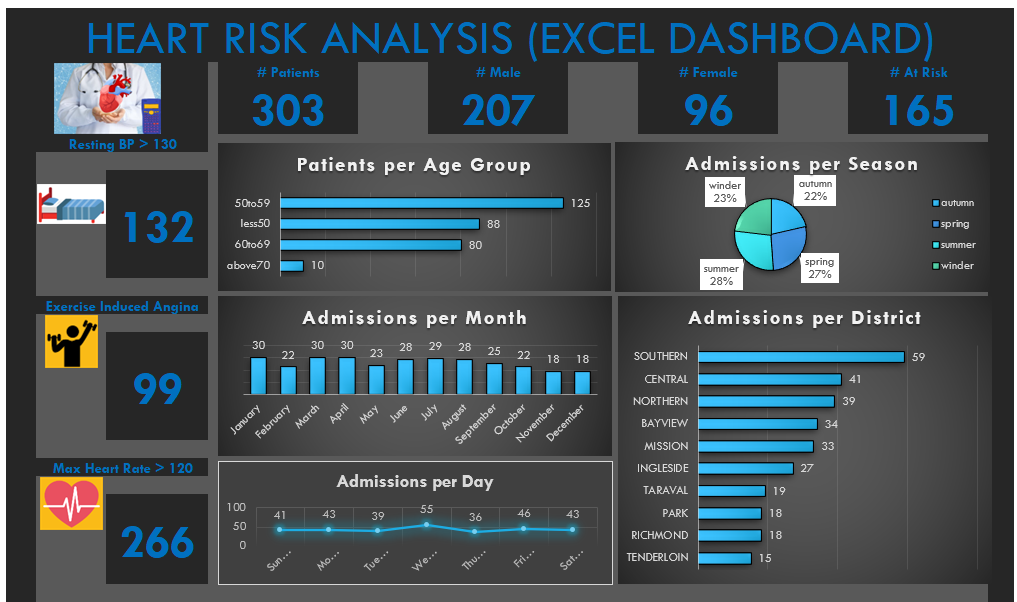 HEART RISK ANALYSIS (EXCEL DASHBOARD)
# Patients
303
# Male
207
# Female
96
# At Risk
165
Resting BP > 130
132
Exercise Induced Angina
99
Max Heart Rate > 120
266
Patients per Age Group
50to59 125
less50 88
60to69 80
above70 10
Admissions per Season
winder
23%
autumn
22%
summer
28%
spring
27%
autumn
spring
summer
winder
Admissions per Month
30 22 30 30 23 28 29 28 25 22 18 18
January February March April May June July August September October November December
Admissions per District
SOUTHERN 59
CENTRAL 41
NORTHERN 39
BAYVIEW 34
MISSION 33
INGLESIDE 27
TARAVAL 19
PARK 18
RICHMOND 18
TENDERLOIN 15
Admissions per Day
100
50
0
41 43 39 55 36 46 43
Sun... Mo... Tue... We... Thu... Fri... Sat...